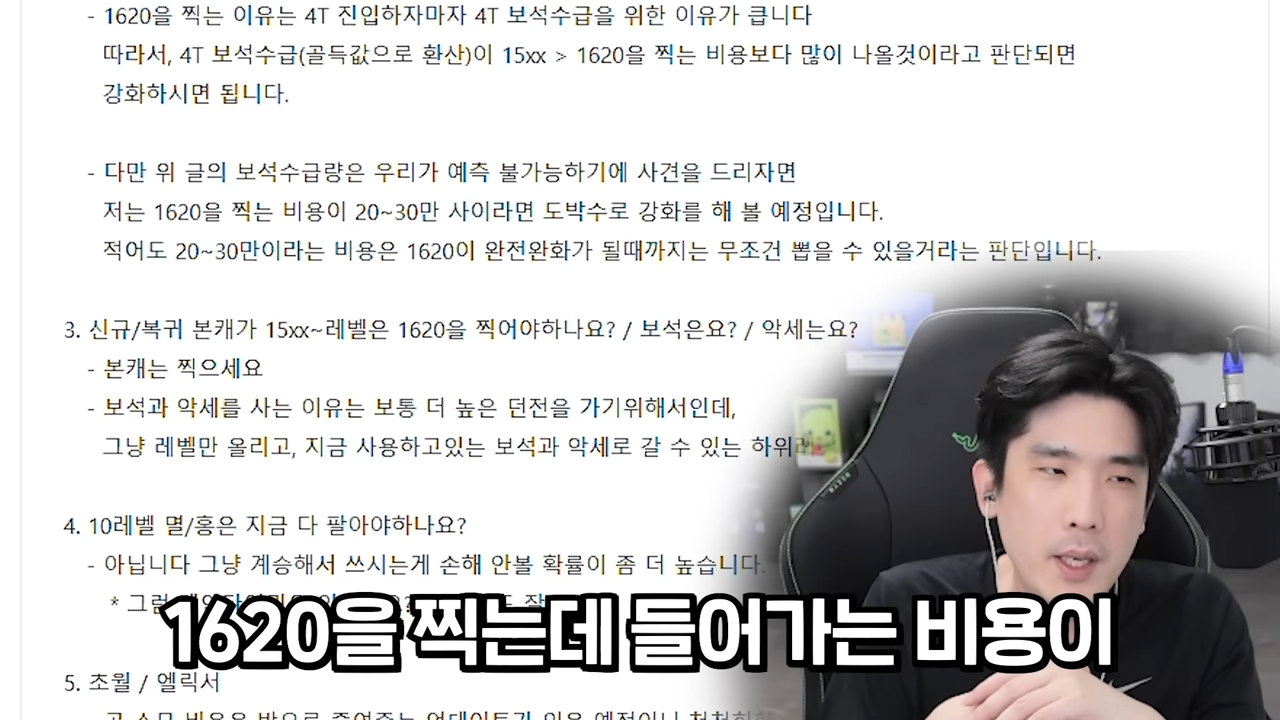 - 1620을 찍는 이유는 4T 진입하자마자 4T 보석수급을 위한 이유가 큽니다
따라서, 4T 보석수급(골득값으로 환산)이 15xx > 1620을 찍는 비용보다 많이 나올것이라고 판단되면
강화하시면 됩니다.
- 다만 위 글의 보석수급량은 우리가 예측 불가능하기에 사견을 드리자면
저는 1620을 찍는 비용이 20~30만 사이라면 도박수로 강화를 해 볼 예정입니다.
적어도 20~30만이라는 비용은 1620이 완전완화가 될때까지는 무조건 뽑을 수 있을거라는 판단입니다.
3. 신규/복귀 본캐가 15xx~레벨은 1620을 찍어야하나요? / 보석은요? / 악세는요?
- 본캐는 찍으세요
- 보석과 악세를 사는 이유는 보통 더 높은 던전을 가기위해서인데,
그냥 레벨만 올리고, 지금 사용하고있는 보석과 악세로 갈 수 있는 하위
4. 10레벨 멸/홍은 지금 다 팔아야하나요?
- 아닙니다 그냥 계승해서 쓰시는게 손해 안볼 확률이 좀 더 높습니다.
* 그럼
1620을 찍는데 들어가는 비용이
5. 초월 / 엘릭서